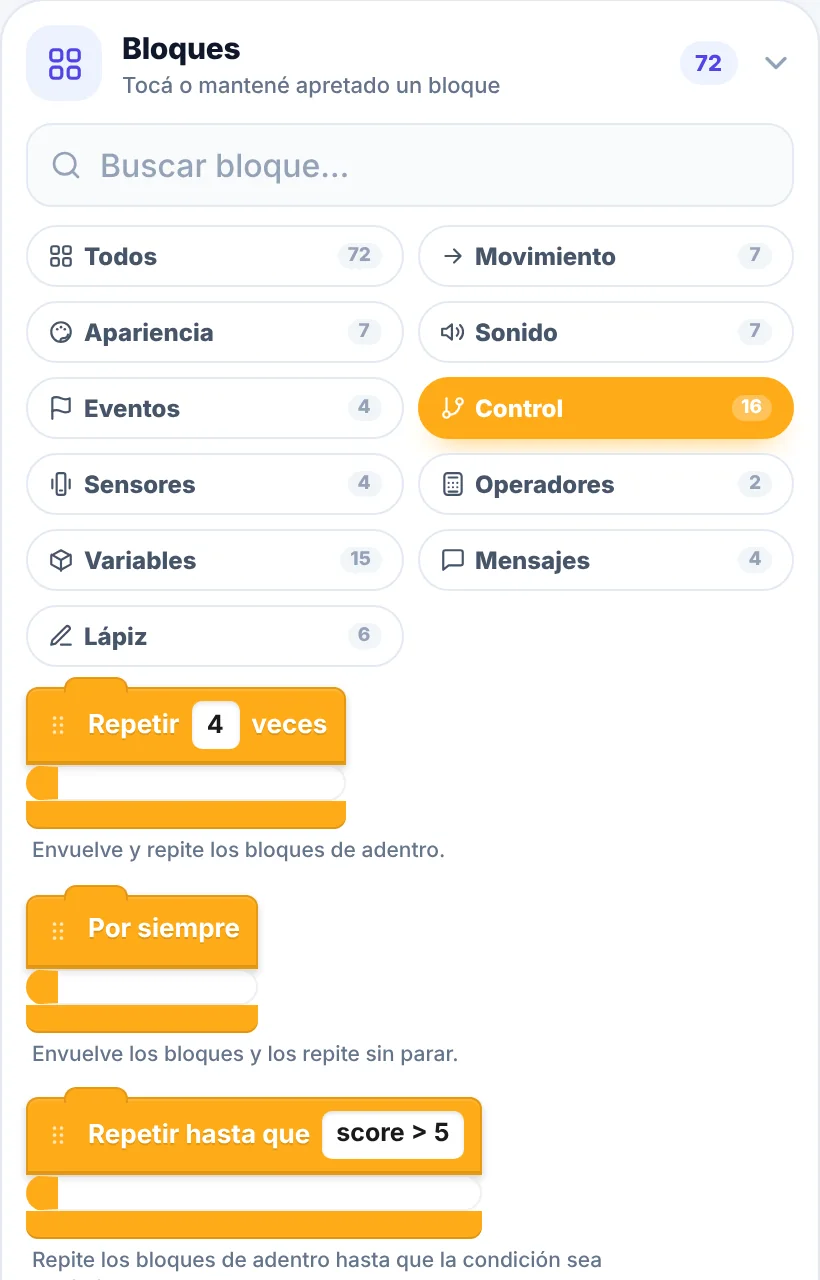 Bloques
Tocá o mantené apretado un bloque
72
Buscar bloque...
Todos 72
Movimiento 7
Apariencia 7
Sonido 7
Eventos 4
Control 16
Sensores 4
Operadores 2
Variables 15
Mensajes 4
Lápiz 6
Repetir 4 veces
Envuelve y repite los bloques de adentro.
Por siempre
Envuelve los bloques y los repite sin parar.
Repetir hasta que score > 5
Repite los bloques de adentro hasta que la condición sea